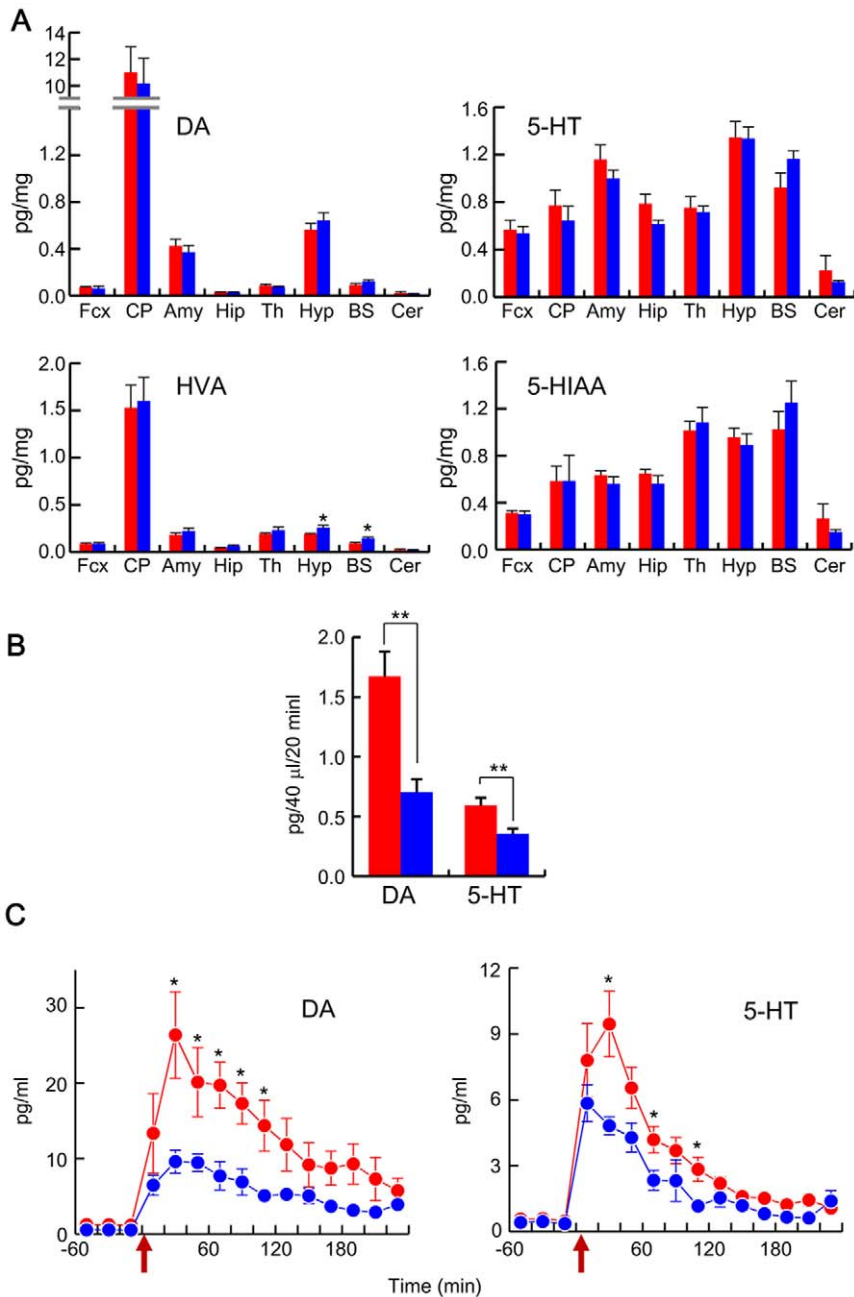 A
14
12
10
1.2
0.8
0.4
0.0
pg/mg
DA
Fcx CP Amy Hip Th Hyp BS Cer
1.6
1.2
0.8
0.4
0.0
pg/mg
5-HT
Fcx CP Amy Hip Th Hyp BS Cer
2.0
1.5
1.0
0.5
0.0
pg/mg
HVA
* *
Fcx CP Amy Hip Th Hyp BS Cer
1.6
1.2
0.8
0.4
0.0
pg/mg
5-HIAA
Fcx CP Amy Hip Th Hyp BS Cer
B
2.0
1.5
1.0
0.5
0.0
pg/40 µl/20 minl
**
**
DA 5-HT
C
30
20
10
0
pg/ml
DA
* * * * *
-60 60 120 180
12
9
6
3
0
pg/ml
5-HT
* * *
-60 60 120 180
Time (min)